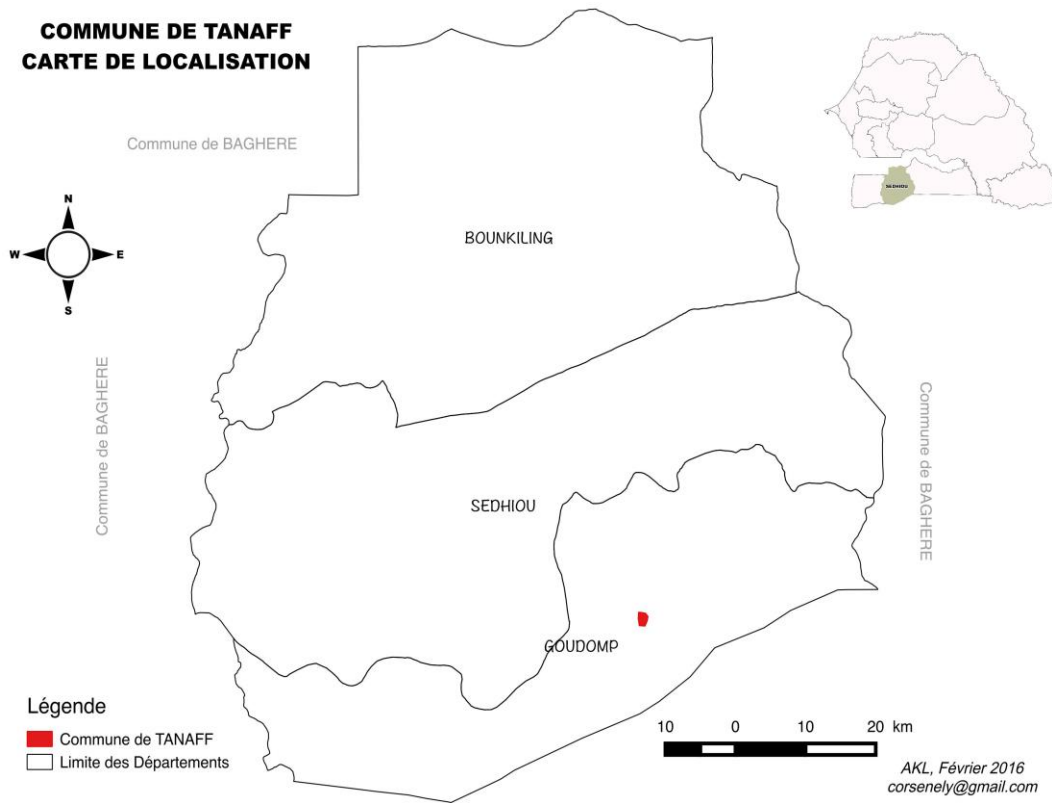 COMMUNE DE TANAFF
CARTE DE LOCALISATION
Commune de BAGHERE
SEDHIOU
N
W E
S
BOUNKILING
Commune de BAGHERE
Commune de BAGHERE
SEDHIOU
GOUDOMP
Légende
Commune de TANAFF
Limite des Départements
10 0 10 20 km
AKL, Février 2016
corsenely@gmail.com